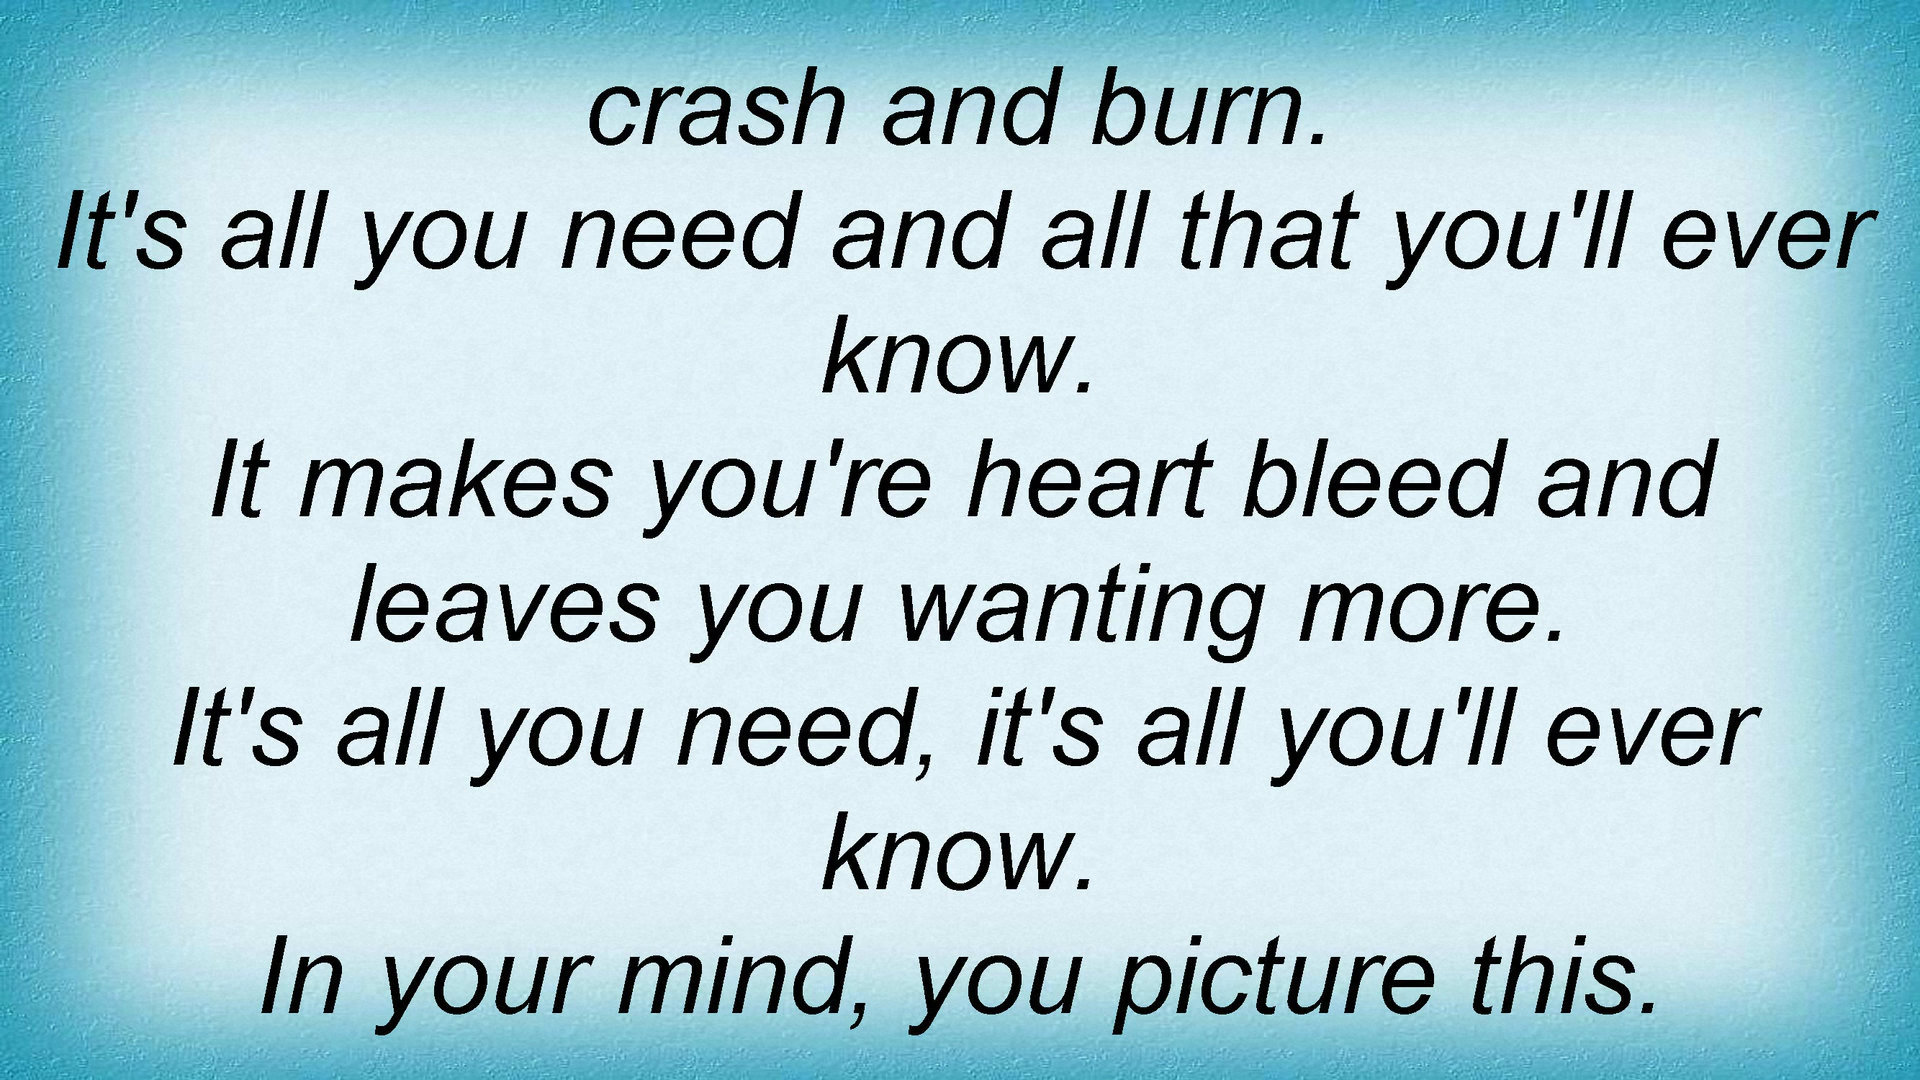 crash and burn.
It's all you need and all that you'll ever
know.
It makes you're heart bleed and
leaves you wanting more.
It's all you need, it's all you'll ever
know.
In your mind, you picture this.